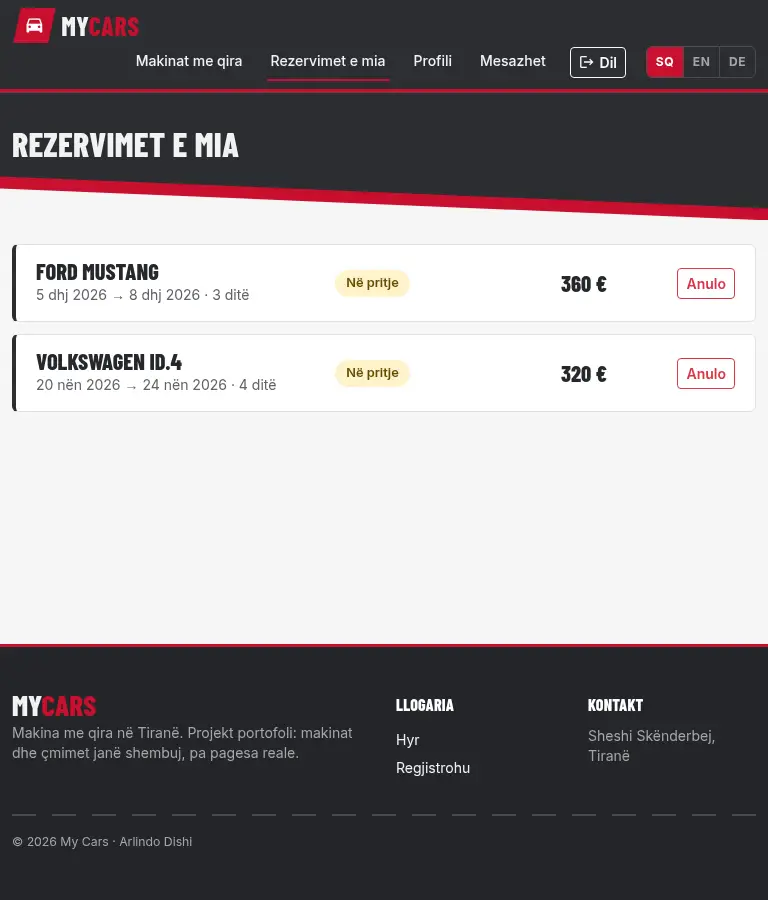 MYCARS
Makinat me qira Rezervimet e mia Profili Mesazhet Dil SQ EN DE
REZERVIMET E MIA
FORD MUSTANG
5 dhj 2026 → 8 dhj 2026 · 3 ditë
Në pritje
360 €
Anulo
VOLKSWAGEN ID.4
20 nën 2026 → 24 nën 2026 · 4 ditë
Në pritje
320 €
Anulo
MYCARS
Makina me qira në Tiranë. Projekt portofoli: makinat
dhe çmimet janë shembuj, pa pagesa reale.
LLOGARIA
Hyr
Regjistrohu
KONTAKT
Sheshi Skënderbej,
Tiranë
© 2026 My Cars · Arlindo Dishi